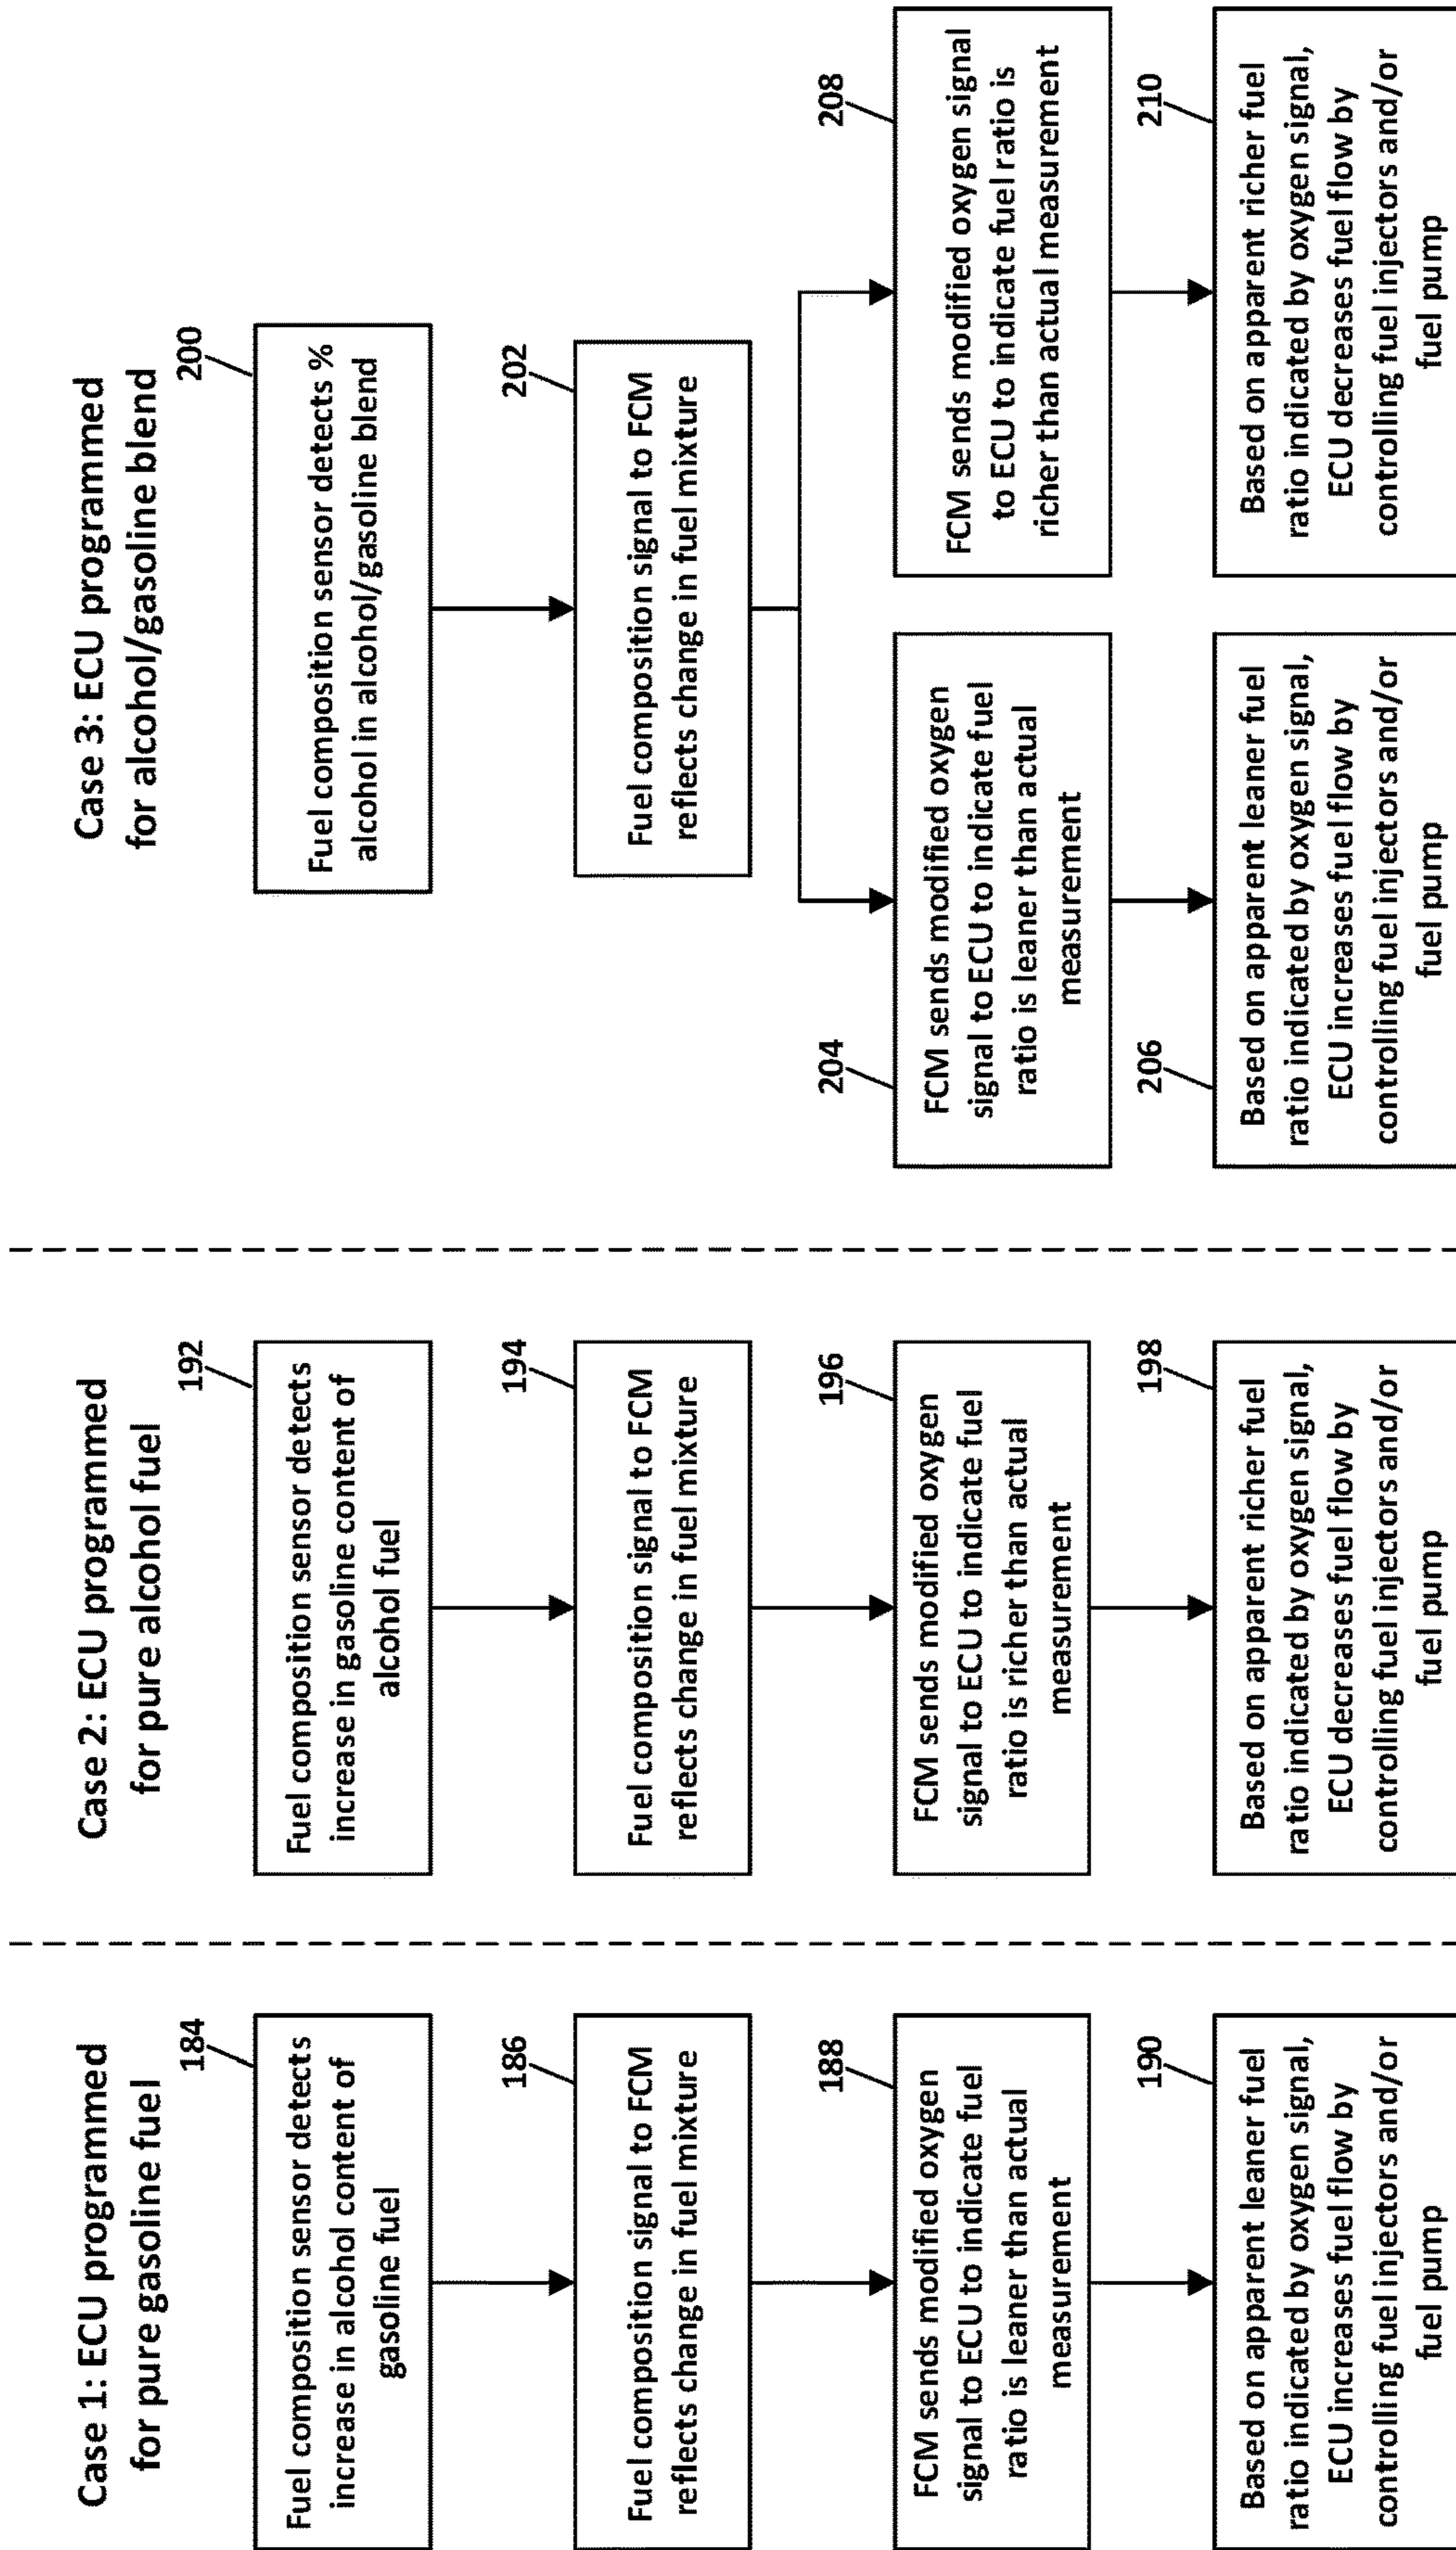 Case 1: ECU programmed
for pure gasoline fuel
184
Fuel composition sensor detects
increase in alcohol content of
gasoline fuel
186
Fuel composition signal to FCM
reflects change in fuel mixture
188
FCM sends modified oxygen
signal to ECU to indicate fuel
ratio is leaner than actual
measurement
190
Based on apparent leaner fuel
ratio indicated by oxygen signal,
ECU increases fuel flow by
controlling fuel injectors and/or
fuel pump
Case 2: ECU programmed
for pure alcohol fuel
192
Fuel composition sensor detects
increase in gasoline content of
alcohol fuel
194
Fuel composition signal to FCM
reflects change in fuel mixture
196
FCM sends modified oxygen
signal to ECU to indicate fuel
ratio is richer than actual
measurement
198
Based on apparent richer fuel
ratio indicated by oxygen signal,
ECU decreases fuel flow by
controlling fuel injectors and/or
fuel pump
Case 3: ECU programmed
for alcohol/gasoline blend
200
Fuel composition sensor detects %
alcohol in alcohol/gasoline blend
202
Fuel composition signal to FCM
reflects change in fuel mixture
204
FCM sends modified oxygen
signal to ECU to indicate fuel
ratio is leaner than actual
measurement
206
Based on apparent leaner fuel
ratio indicated by oxygen signal,
ECU increases fuel flow by
controlling fuel injectors and/or
fuel pump
208
FCM sends modified oxygen signal
to ECU to indicate fuel ratio is
richer than actual measurement
210
Based on apparent richer fuel
ratio indicated by oxygen signal,
ECU decreases fuel flow by
controlling fuel injectors and/or
fuel pump